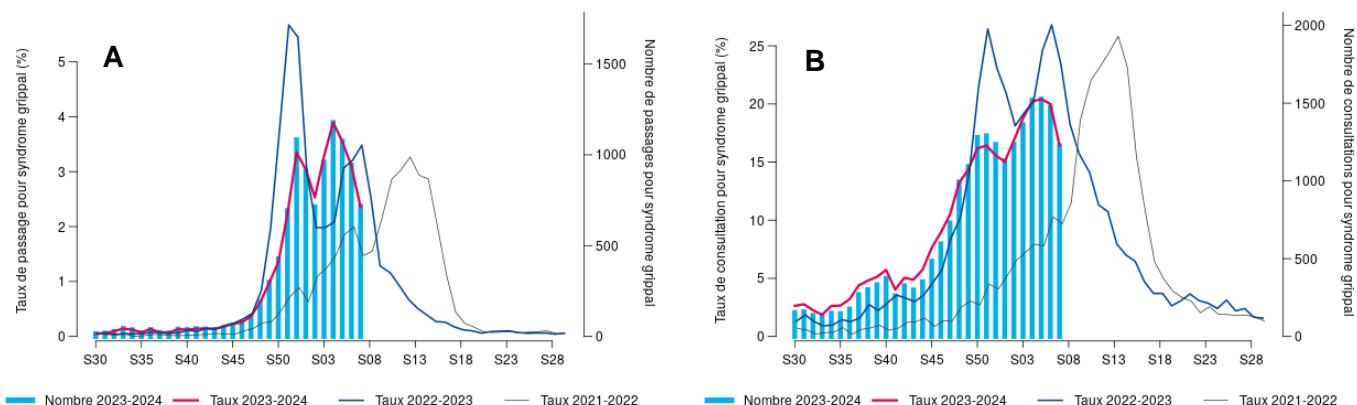 A
Taux de passage pour syndrome grippal (%)
5
4
3
2
1
0
Nombre de passages pour syndrome grippal
1500
1000
500
0
S30 S35 S40 S45 S50 S03 S08 S13 S18 S23 S28
Nombre 2023-2024 Taux 2023-2024 Taux 2022-2023 Taux 2021-2022
B
Taux de consultation pour syndrome grippal (%)
25
20
15
10
5
0
Nombre de consultations pour syndrome grippal
2000
1500
1000
500
0
S30 S35 S40 S45 S50 S03 S08 S13 S18 S23 S28
Nombre 2023-2024 Taux 2023-2024 Taux 2022-2023 Taux 2021-2022